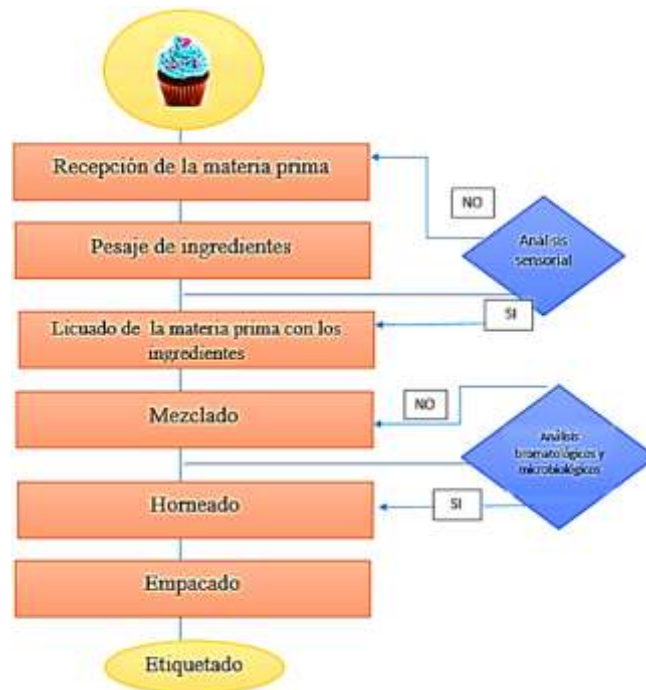 Recepción de la materia prima
NO
Pesaje de ingredientes
Análisis
sensorial
SI
Licuado de la materia prima con los
ingredientes
NO
Mezclado
Análisis
bromatológicos y
microbiológicos
SI
Horneado
Empacado
Etiquetado